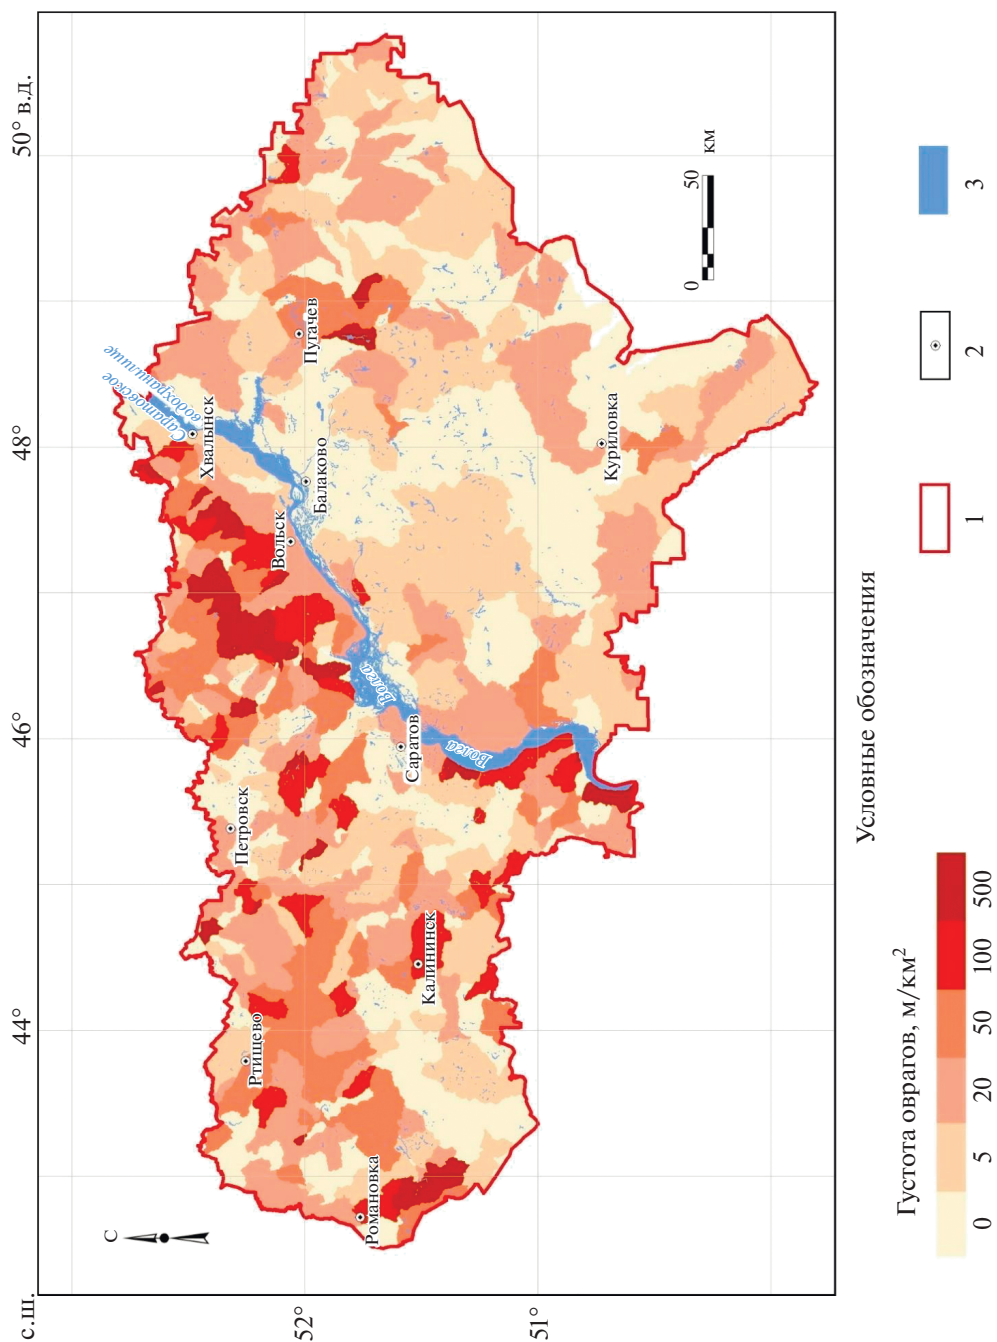 с.ш.
44°
46°
48°
50° в.д.
52°
51°
С
Саратовское
водохранилище
Хвалынск
Вольск
Балаково
Пугачев
Волга
Волга
Саратов
Петровск
Ртищево
Калининск
Романовка
Куриловка
0
50
км
Условные обозначения
Густота оврагов, м/км²
0
5
20
50
100
500
1
2
3